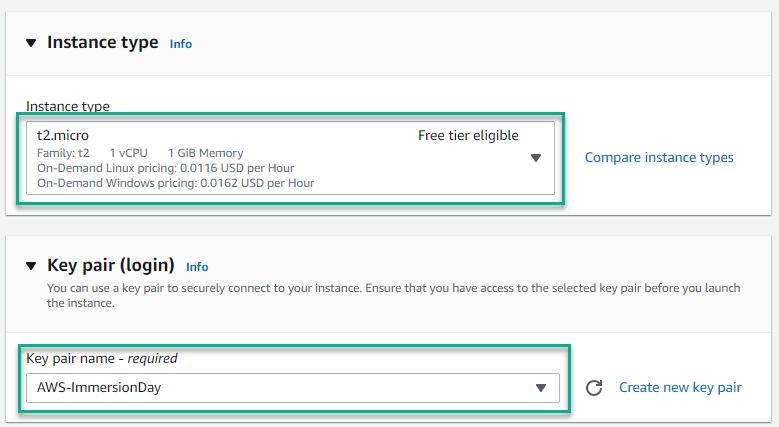 Instance type Info
Instance type
t2.micro Free tier eligible
Family: t2 1 vCPU 1 GiB Memory
On-Demand Linux pricing: 0.0116 USD per Hour
On-Demand Windows pricing: 0.0162 USD per Hour
Compare instance types
Key pair (login) Info
You can use a key pair to securely connect to your instance. Ensure that you have access to the selected key pair before you launch
the instance.
Key pair name - required
AWS-ImmersionDay
Create new key pair